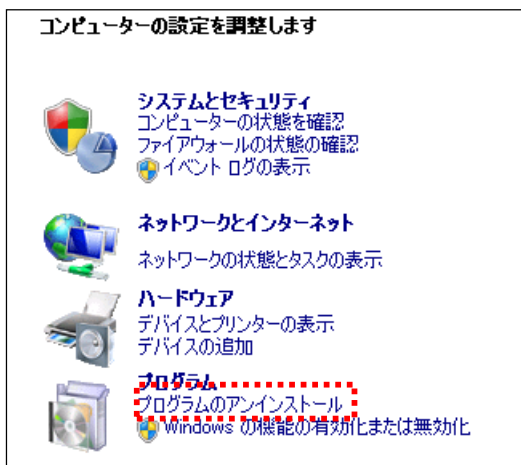 コンピューターの設定を調整します
システムとセキュリティ
コンピューターの状態を確認
ファイアウォールの状態の確認
イベント ログの表示
ネットワークとインターネット
ネットワークの状態とタスクの表示
ハードウェア
デバイスとプリンターの表示
デバイスの追加
プログラム
プログラムのアンインストール
Windows の機能の有効化または無効化